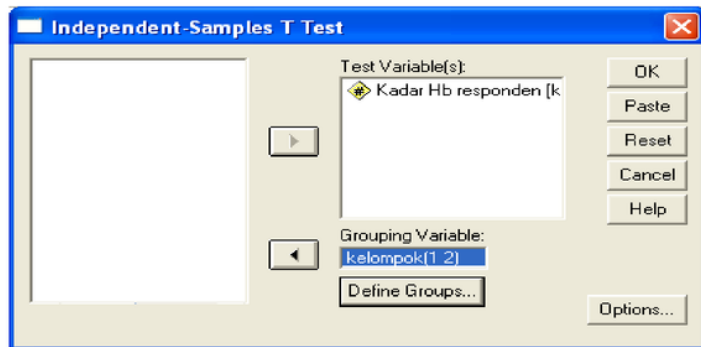 Independent-Samples T Test
Test Variable(s):
Kadar Hb responden [k
Grouping Variable:
kelompok(1 2)
Define Groups...
OK
Paste
Reset
Cancel
Help
Options...